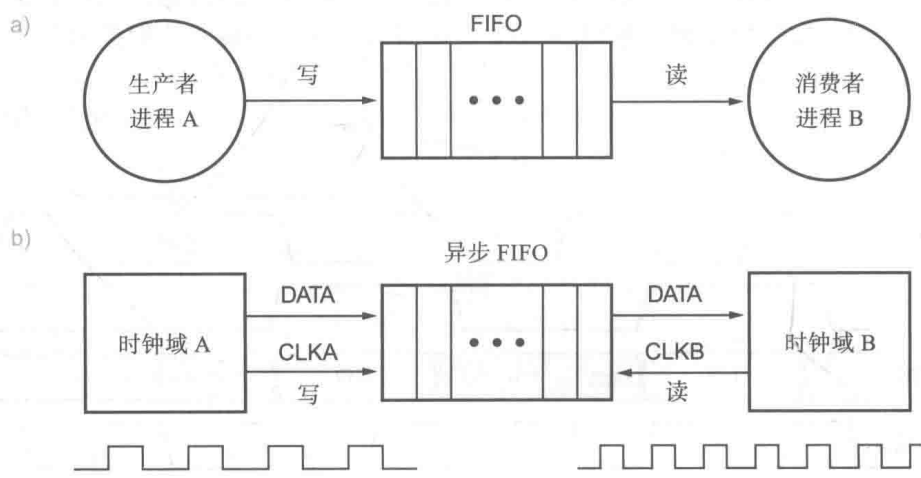 a)
FIFO
生产者
进程 A
写
读
消费者
进程 B
b)
异步 FIFO
DATA
DATA
时钟域 A
CLKA
CLKB
时钟域 B
写
读